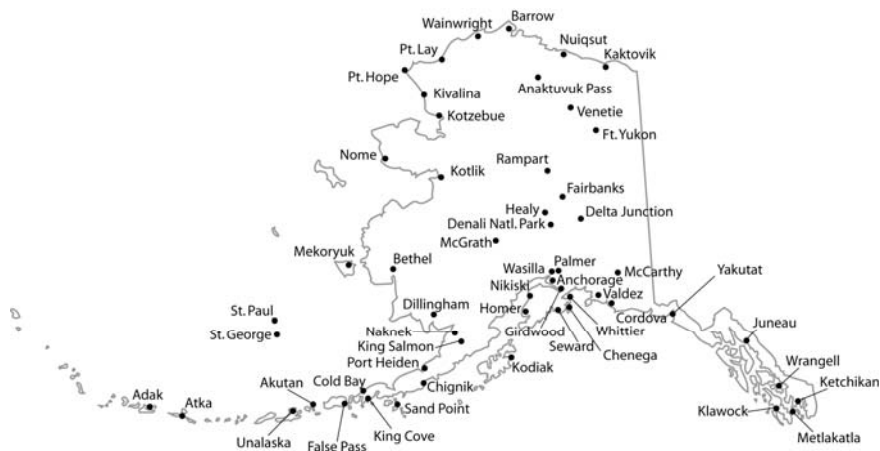 Barrow
Wainwright
Nuiqsut
Pt. Lay
Kaktovik
Pt. Hope
Anaktuvuk Pass
Kivalina
Venetie
Kotzebue
Ft. Yukon
Nome
Rampart
Kotlik
Fairbanks
Healy
Delta Junction
Denali Natl. Park
McGrath
Mekoryuk
Bethel
Wasilla
Palmer
McCarthy
Yakutat
Anchorage
Nikiski
Valdez
St. Paul
Dillingham
Homer
Cordova
St. George
Naknek
Girdwood
Whittier
Juneau
King Salmon
Seward
Chenega
Port Heiden
Kodiak
Wrangell
Cold Bay
Chignik
Ketchikan
Adak
Atka
Akutan
Sand Point
Klawock
Unalaska
False Pass
King Cove
Metlakatla